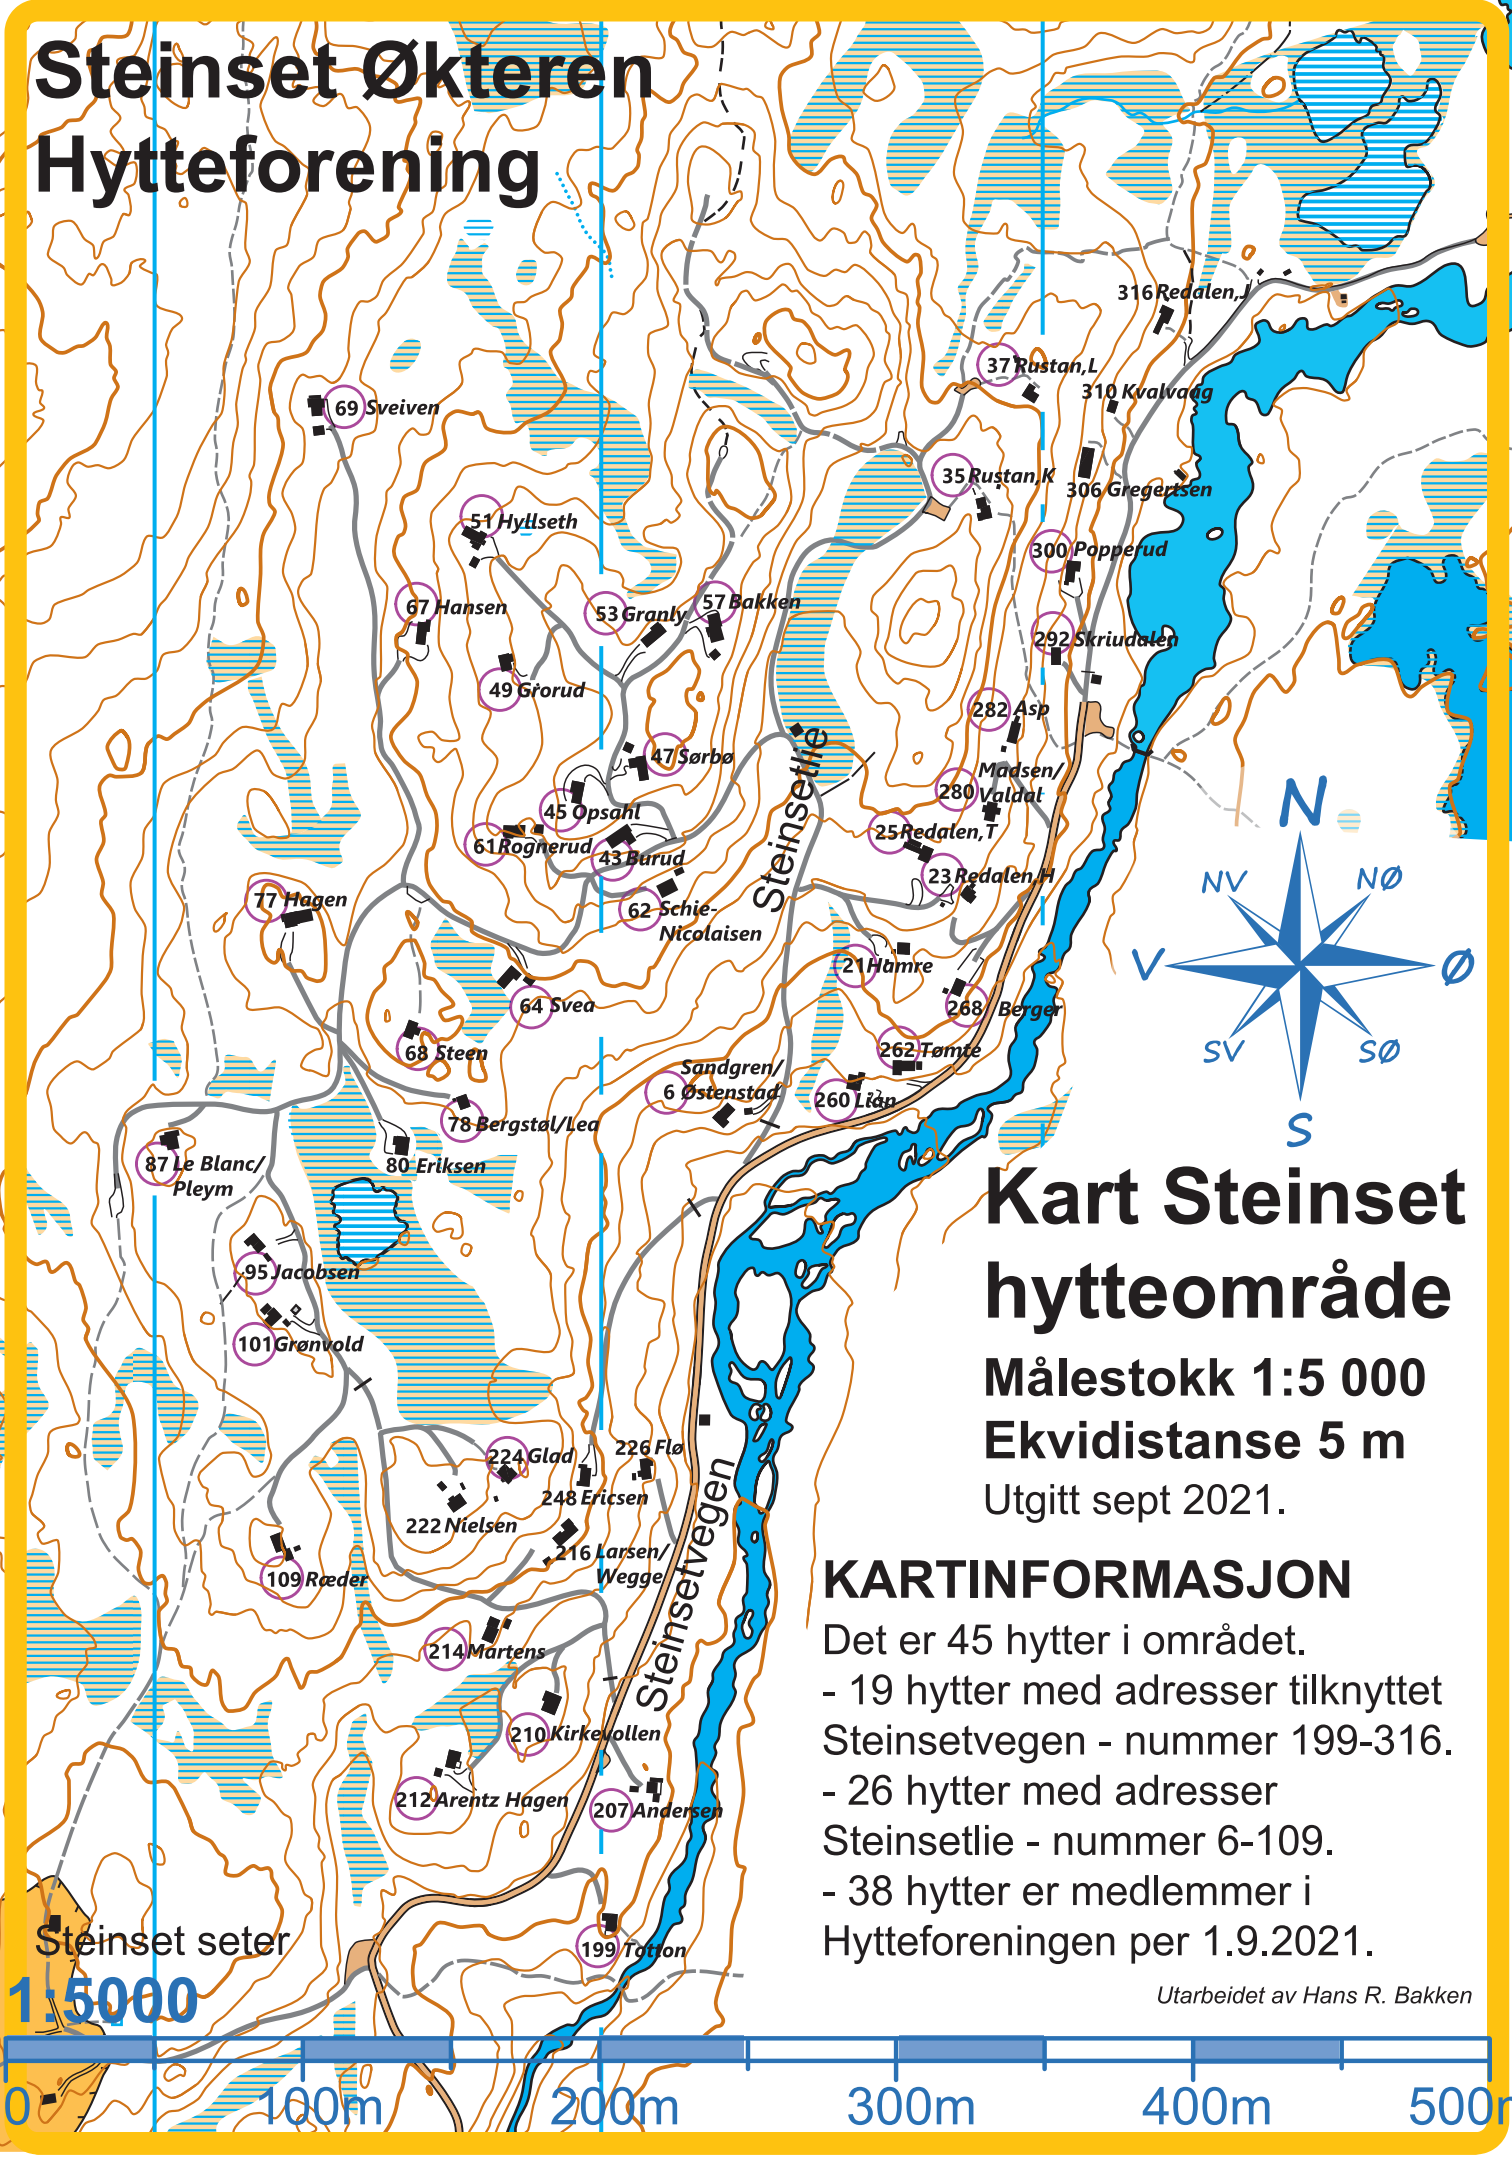 Steinset Økteren
Hytteforening
316 Redalen,J
37 Rustan,L
310 Kvalvaag
69 Sveiven
35 Rustan,K
306 Gregertsen
51 Hyllseth
300 Popperud
67 Hansen
53 Granly
57 Bakken
292 Skriudalen
49 Grorud
282 Asp
47 Sørbø
Steinsetlie
Madsen/
280 Valdal
45 Opsahl
25 Redalen,T
61 Rognerud
43 Burud
23 Redalen,H
77 Hagen
62 Schie-
Nicolaisen
21 Hamre
64 Svea
268 Berger
68 Steen
262 Tømte
Sandgren/
6 Østenstad
260 Lian
78 Bergstøl/Lea
80 Eriksen
87 Le Blanc/
Pleym
95 Jacobsen
101 Grønvold
224 Glad
226 Flø
248 Ericsen
222 Nielsen
216 Larsen/
Wegge
109 Ræder
Steinsetvegen
214 Martens
210 Kirkevollen
212 Arentz Hagen
207 Andersen
199 Totton
Steinset seter
N
NV
NØ
V
Ø
SV
SØ
S
Kart Steinset
hytteområde
Målestokk 1:5 000
Ekvidistanse 5 m
Utgitt sept 2021.
KARTINFORMASJON
Det er 45 hytter i området.
- 19 hytter med adresser tilknyttet
Steinsetvegen - nummer 199-316.
- 26 hytter med adresser
Steinsetlie - nummer 6-109.
- 38 hytter er medlemmer i
Hytteforeningen per 1.9.2021.
Utarbeidet av Hans R. Bakken
1:5000
0 100m 200m 300m 400m 500m